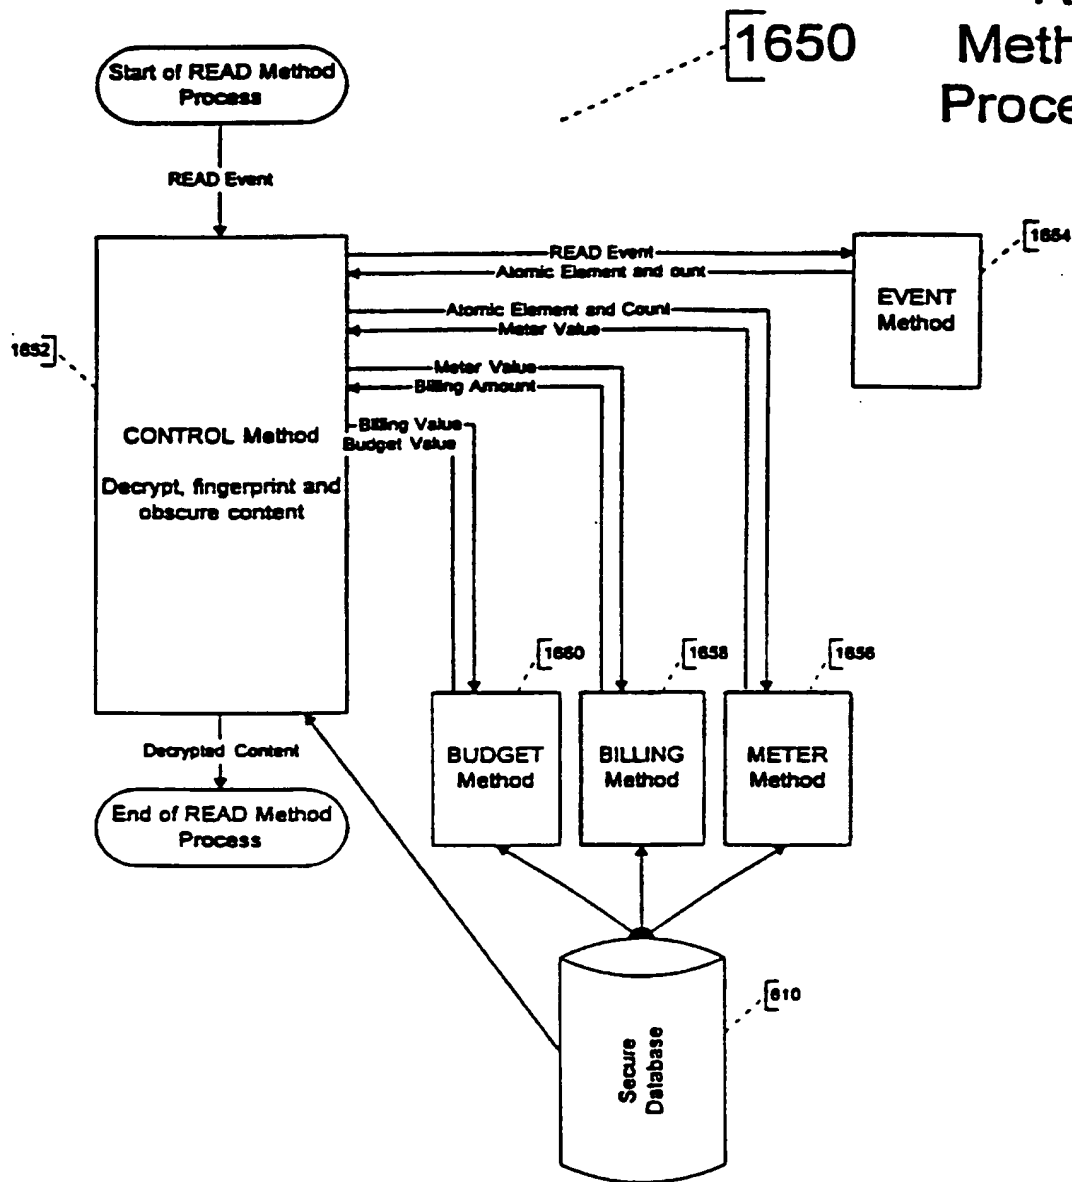 1650
Meth
Proce
Start of READ Method
Process
READ Event
READ Event
Atomic Element and ount
1654
EVENT
Method
Atomic Element and Count
Meter Value
1652
Meter Value
Billing Amount
Billing Value
Budget Value
CONTROL Method
Decrypt, fingerprint and
obscure content
1660
1658
1656
BUDGET
Method
BILLING
Method
METER
Method
Decrypted Content
End of READ Method
Process
610
Secure
Database